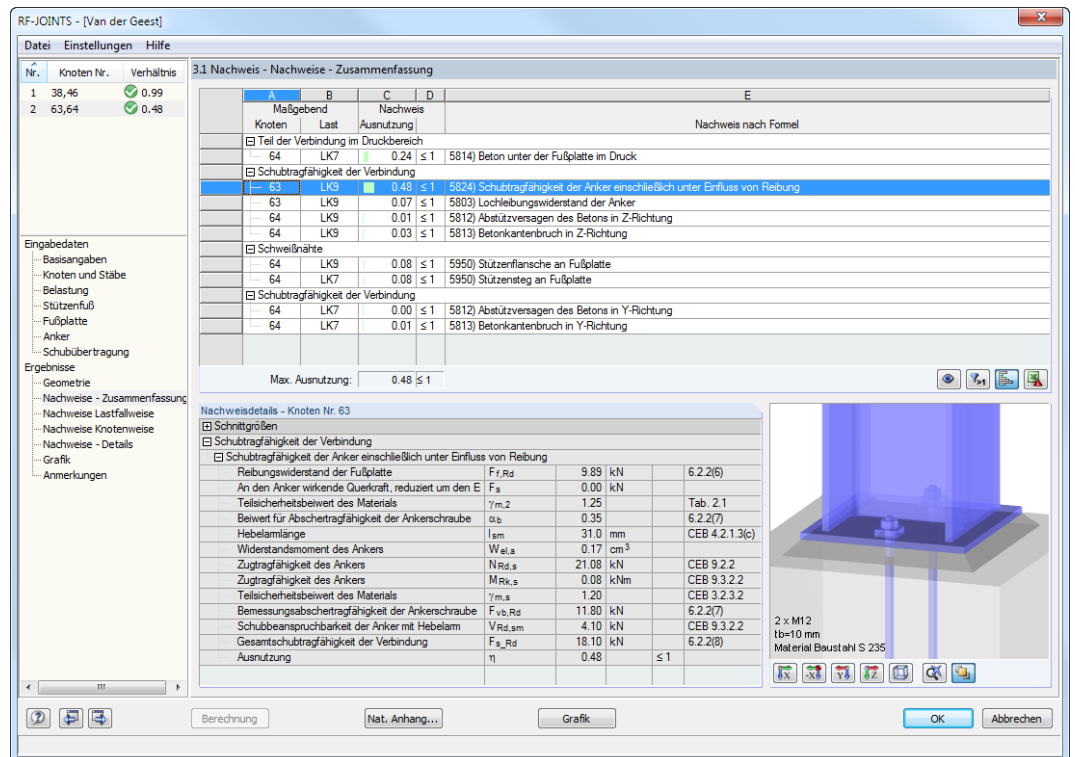 RF-JOINTS - [Van der Geest]
Datei Einstellungen Hilfe
Nr. Knoten Nr. Verhältnis
1 38,46 0.99
2 63,64 0.48
Eingabedaten
Basisangaben
Knoten und Stäbe
Belastung
Stützenfuß
Fußplatte
Anker
Schubübertragung
Ergebnisse
Geometrie
Nachweise - Zusammenfassung
Nachweise Lastfallweise
Nachweise Knotenweise
Nachweise - Details
Grafik
Anmerkungen
3.1 Nachweis - Nachweise - Zusammenfassung
A B C D E
Maßgebend Nachweis
Knoten Last Ausnutzung Nachweis nach Formel
Teil der Verbindung im Druckbereich
64 LK7 0.24 ≤ 1 5814) Beton unter der Fußplatte im Druck
Schubtragfähigkeit der Verbindung
63 LK9 0.48 ≤ 1 5824) Schubtragfähigkeit der Anker einschließlich unter Einfluss von Reibung
63 LK9 0.07 ≤ 1 5803) Lochleibungswiderstand der Anker
64 LK9 0.01 ≤ 1 5812) Abstützversagen des Betons in Z-Richtung
64 LK9 0.03 ≤ 1 5813) Betonkantenbruch in Z-Richtung
Schweißnähte
64 LK9 0.08 ≤ 1 5950) Stützenflansche an Fußplatte
64 LK7 0.08 ≤ 1 5950) Stützensteg an Fußplatte
Schubtragfähigkeit der Verbindung
64 LK7 0.00 ≤ 1 5812) Abstützversagen des Betons in Y-Richtung
64 LK7 0.01 ≤ 1 5813) Betonkantenbruch in Y-Richtung
Max. Ausnutzung: 0.48 ≤ 1
Nachweisdetails - Knoten Nr. 63
Schnittgrößen
Schubtragfähigkeit der Verbindung
Schubtragfähigkeit der Anker einschließlich unter Einfluss von Reibung
Reibungswiderstand der Fußplatte Ff,Rd 9.89 kN 6.2.2(6)
An den Anker wirkende Querkraft, reduziert um den E Fs 0.00 kN
Teilsicherheitsbeiwert des Materials γm,2 1.25 Tab. 2.1
Beiwert für Abschertragfähigkeit der Ankerschraube αb 0.35 6.2.2(7)
Hebelarmlänge lsm 31.0 mm CEB 4.2.1.3(c)
Widerstandsmoment des Ankers Wel,a 0.17 cm³
Zugtragfähigkeit des Ankers NRd,s 21.08 kN CEB 9.2.2
Zugtragfähigkeit des Ankers MRk,s 0.08 kNm CEB 9.3.2.2
Teilsicherheitsbeiwert des Materials γm,s 1.20 CEB 3.2.3.2
Bemessungsabschertragfähigkeit der Ankerschraube Fvb,Rd 11.80 kN 6.2.2(7)
Schubbeanspruchbarkeit der Anker mit Hebelarm VRd,sm 4.10 kN CEB 9.3.2.2
Gesamtschubtragfähigkeit der Verbindung Fs_Rd 18.10 kN 6.2.2(8)
Ausnutzung η 0.48 ≤ 1
2 x M12
tb=10 mm
Material Baustahl S 235
Berechnung Nat. Anhang... Grafik OK Abbrechen